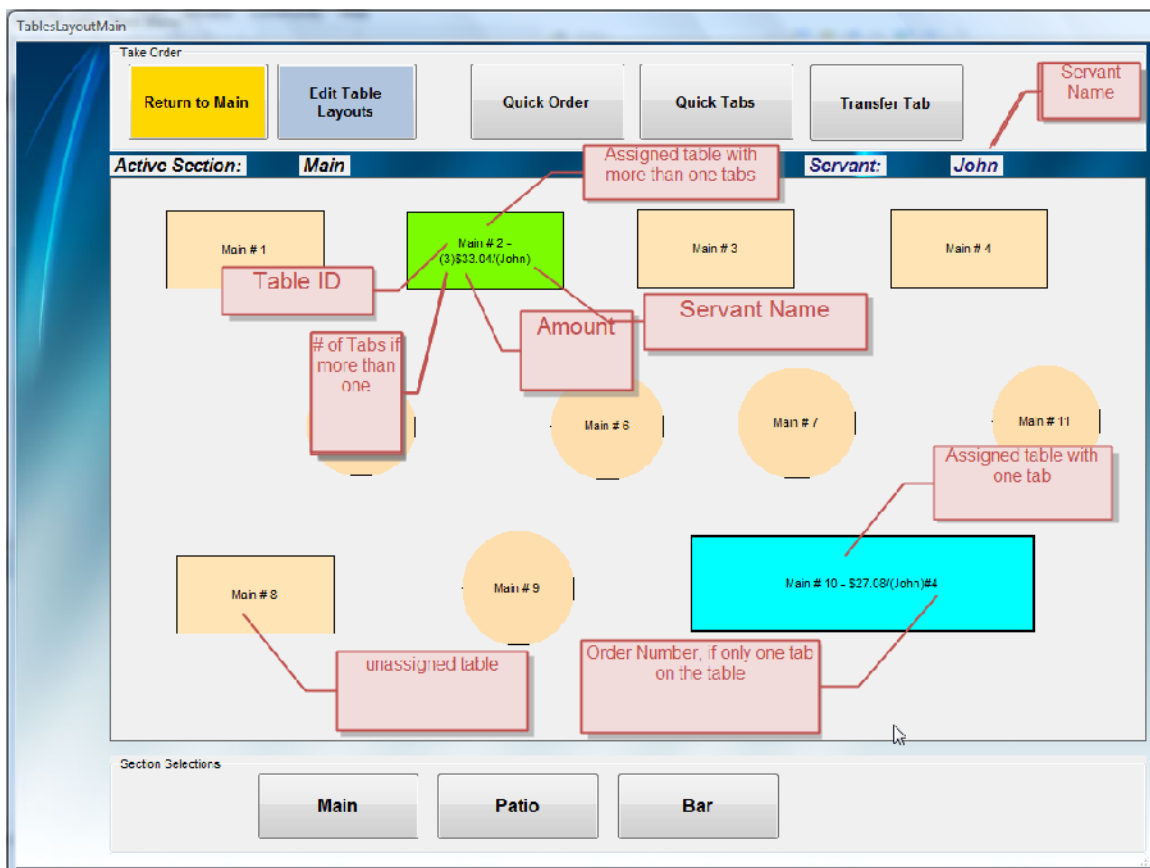 TablesLayoutMain
Take Order
Return to Main
Edit Table
Layouts
Quick Order
Quick Tabs
Transfer Tab
Servant
Name
Active Section:
Main
Assigned table with
more than one tabs
Servant:
John
Main # 1
Main # 2 -
(3)$33.04/(John)
Main # 3
Main # 4
Table ID
Amount
Servant Name
# of Tabs if
more than
one
Main # 6
Main # 7
Main # 11
Assigned table with
one tab
Main # 8
Main # 9
Main # 10 - $27.08/(John)#4
unassigned table
Order Number, if only one tab
on the table
Section Selections
Main
Patio
Bar